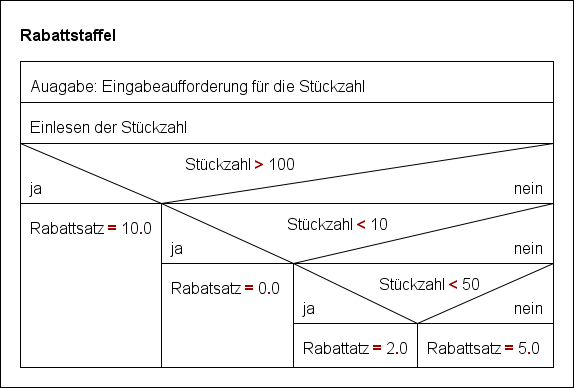 Rabattstaffel
Auagabe: Eingabeaufforderung für die Stückzahl
Einlesen der Stückzahl
Stückzahl > 100
ja
nein
Rabattsatz = 10.0
Stückzahl < 10
ja
nein
Rabatsatz = 0.0
Stückzahl < 50
ja
nein
Rabattatz = 2.0
Rabattsatz = 5.0